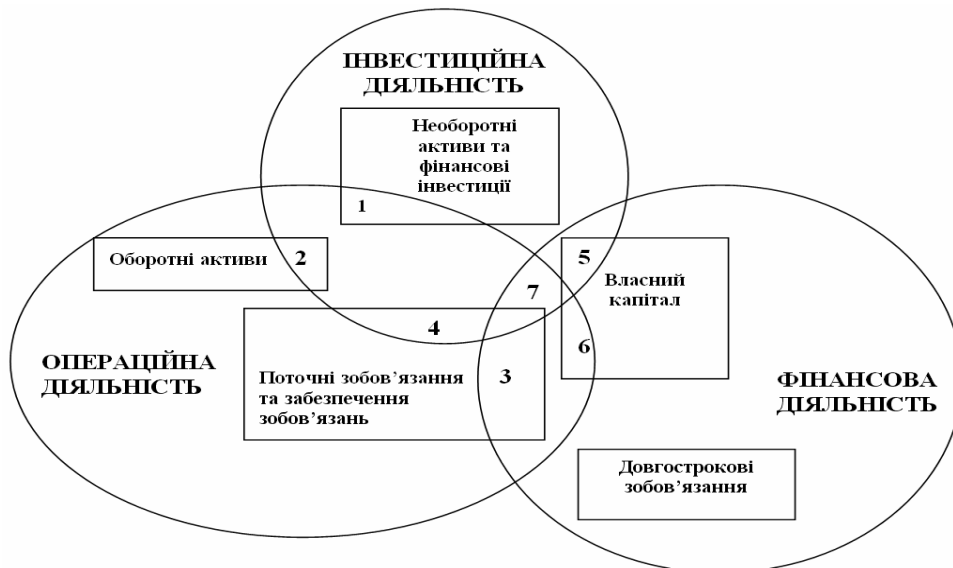 ІНВЕСТИЦІЙНА
ДІЯЛЬНІСТЬ
Необоротні
активи та
фінансові
інвестиції
1
Оборотні активи
2
5
Власний
капітал
7
4
6
ОПЕРАЦІЙНА
ДІЯЛЬНІСТЬ
Поточні зобов’язання
та забезпечення
зобов’язань
3
ФІНАНСОВА
ДІЯЛЬНІСТЬ
Довгострокові
зобов’язання